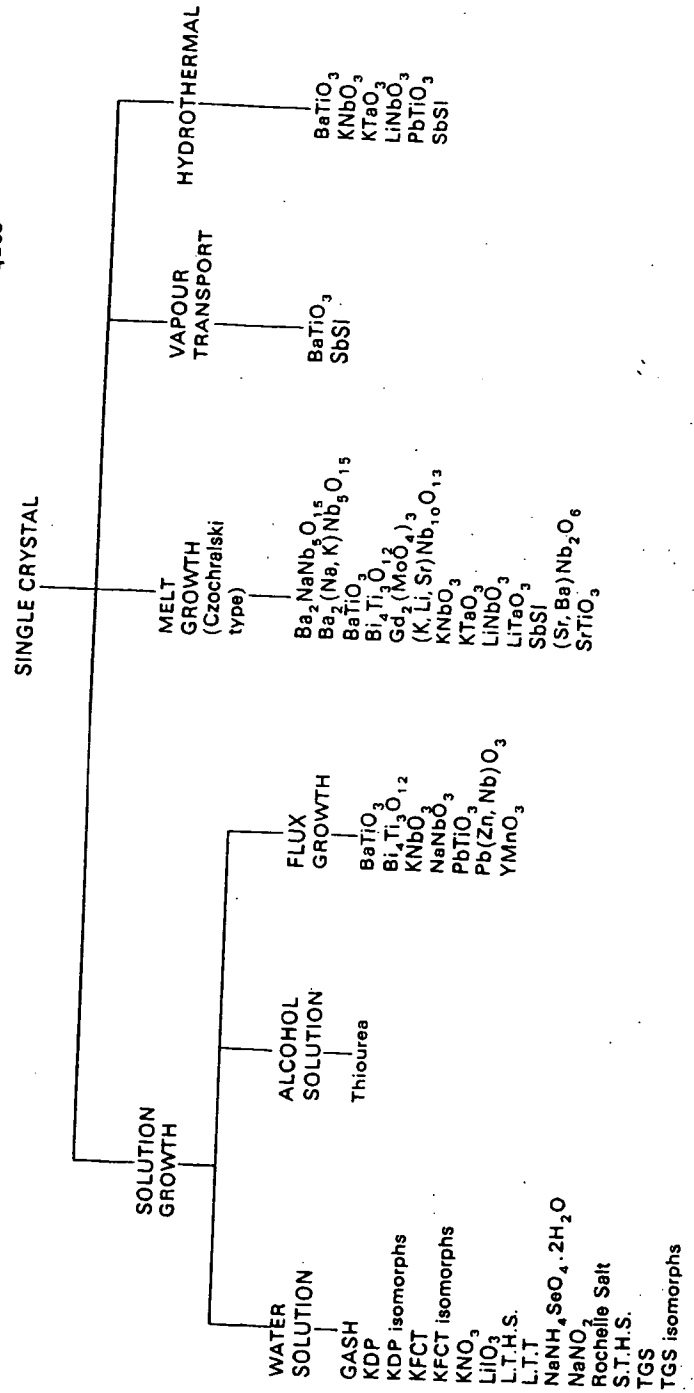 SINGLE CRYSTAL
SOLUTION
GROWTH
MELT
GROWTH
(Czochralski
type)
VAPOUR
TRANSPORT
HYDROTHERMAL
WATER
SOLUTION
ALCOHOL
SOLUTION
FLUX
GROWTH
GASH
KDP
KDP isomorphs
KFCT
KFCT isomorphs
KNO₃
LiIO₃
L.T.H.S.
L.T.T
NaNH₄SeO₄.2H₂O
NaNO₂
Rochelle Salt
S.T.H.S.
TGS
TGS isomorphs
Thiourea
BaTiO₃
Bi₄Ti₃O₁₂
KNbO₃
NaNbO₃
PbTiO₃
Pb(Zn, Nb)O₃
YMnO₃
Ba₂NaNb₅O₁₅
Ba₂(Na, K)Nb₅O₁₅
BaTiO₃
Bi₄Ti₃O₁₂
Gd₂(MoO₄)₃
(K, Li, Sr)Nb₁₀O₁₃
KNbO₃
KTaO₃
LiNbO₃
LiTaO₃
SbSI
(Sr, Ba)Nb₂O₆
SrTiO₃
BaTiO₃
SbSI
BaTiO₃
KNbO₃
KTaO₃
LiNbO₃
PbTiO₃
SbSI